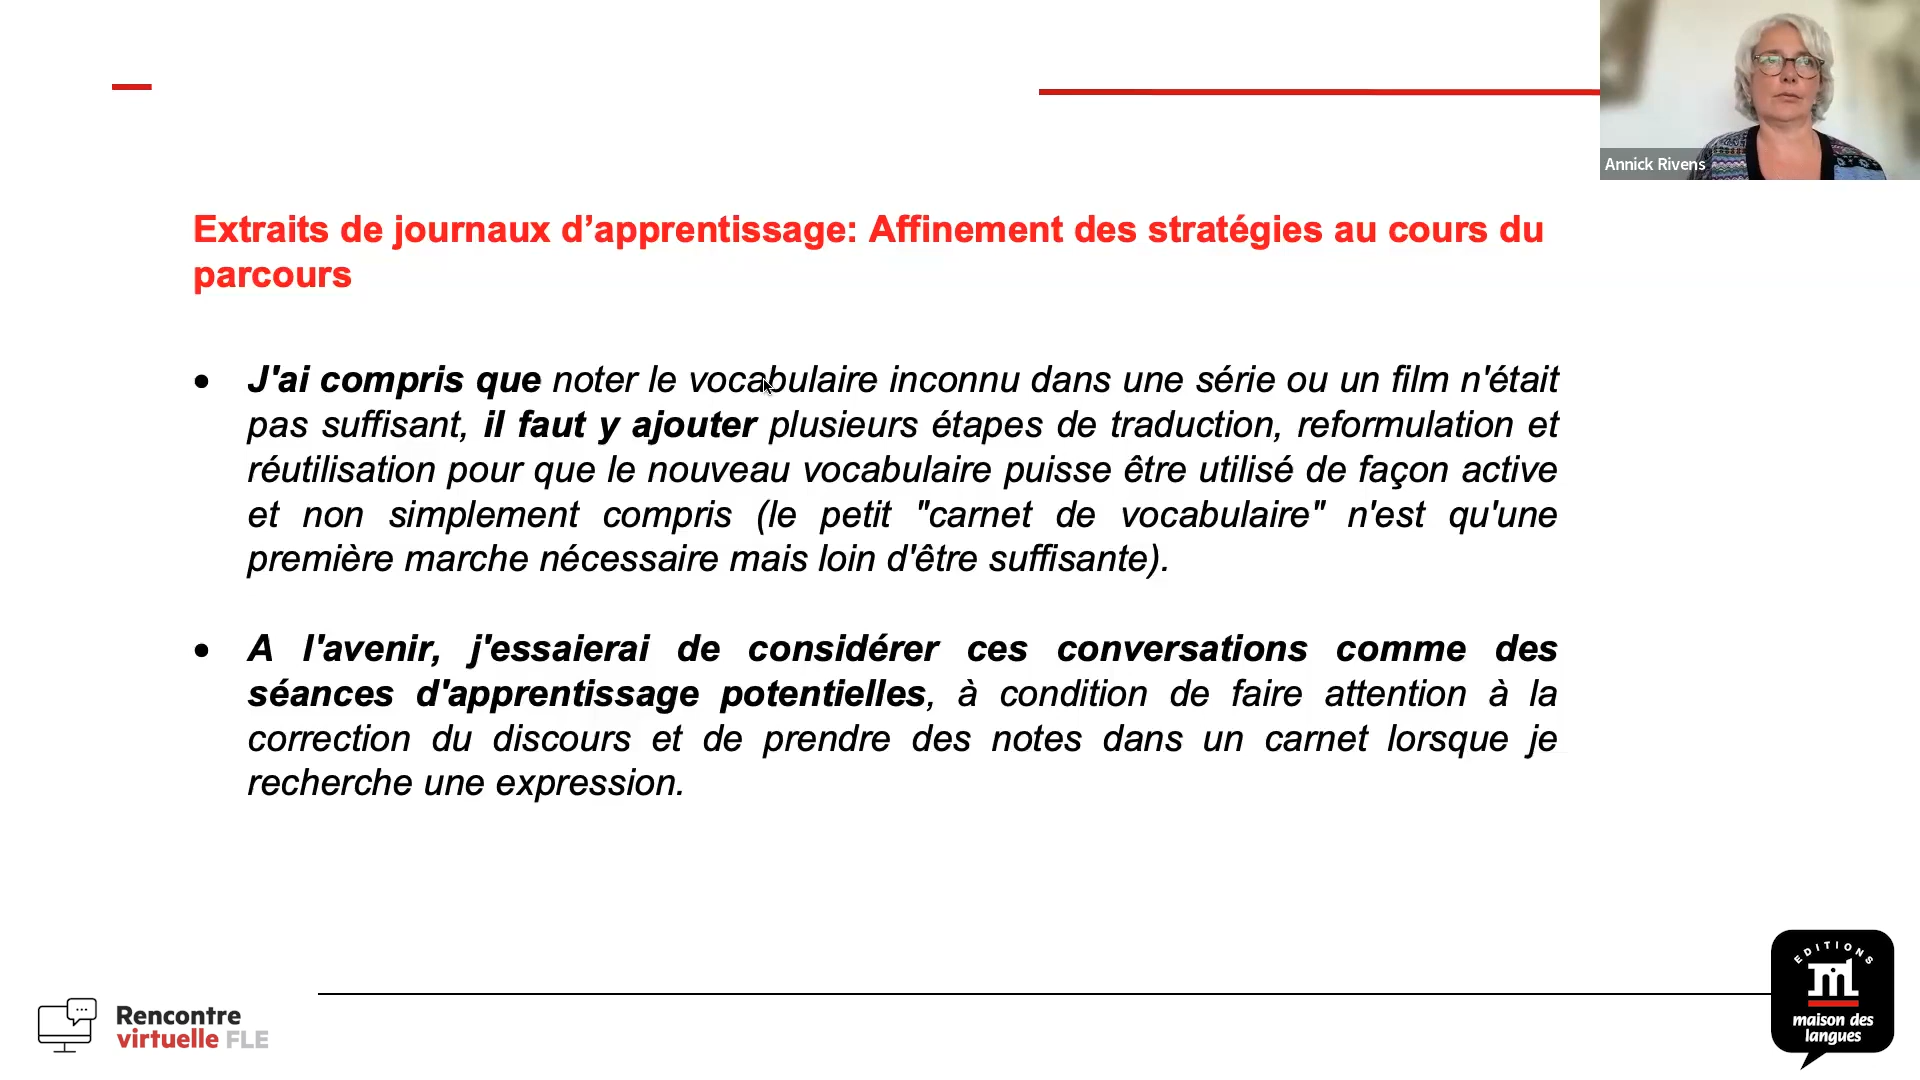 Annick Rivens
Extraits de journaux d’apprentissage: Affinement des stratégies au cours du
parcours
• J'ai compris que noter le vocabulaire inconnu dans une série ou un film n'était
pas suffisant, il faut y ajouter plusieurs étapes de traduction, reformulation et
réutilisation pour que le nouveau vocabulaire puisse être utilisé de façon active
et non simplement compris (le petit "carnet de vocabulaire" n'est qu'une
première marche nécessaire mais loin d'être suffisante).
• A l'avenir, j'essaierai de considérer ces conversations comme des
séances d'apprentissage potentielles, à condition de faire attention à la
correction du discours et de prendre des notes dans un carnet lorsque je
recherche une expression.
Rencontre
virtuelle FLE
EDITIONS
maison des
langues